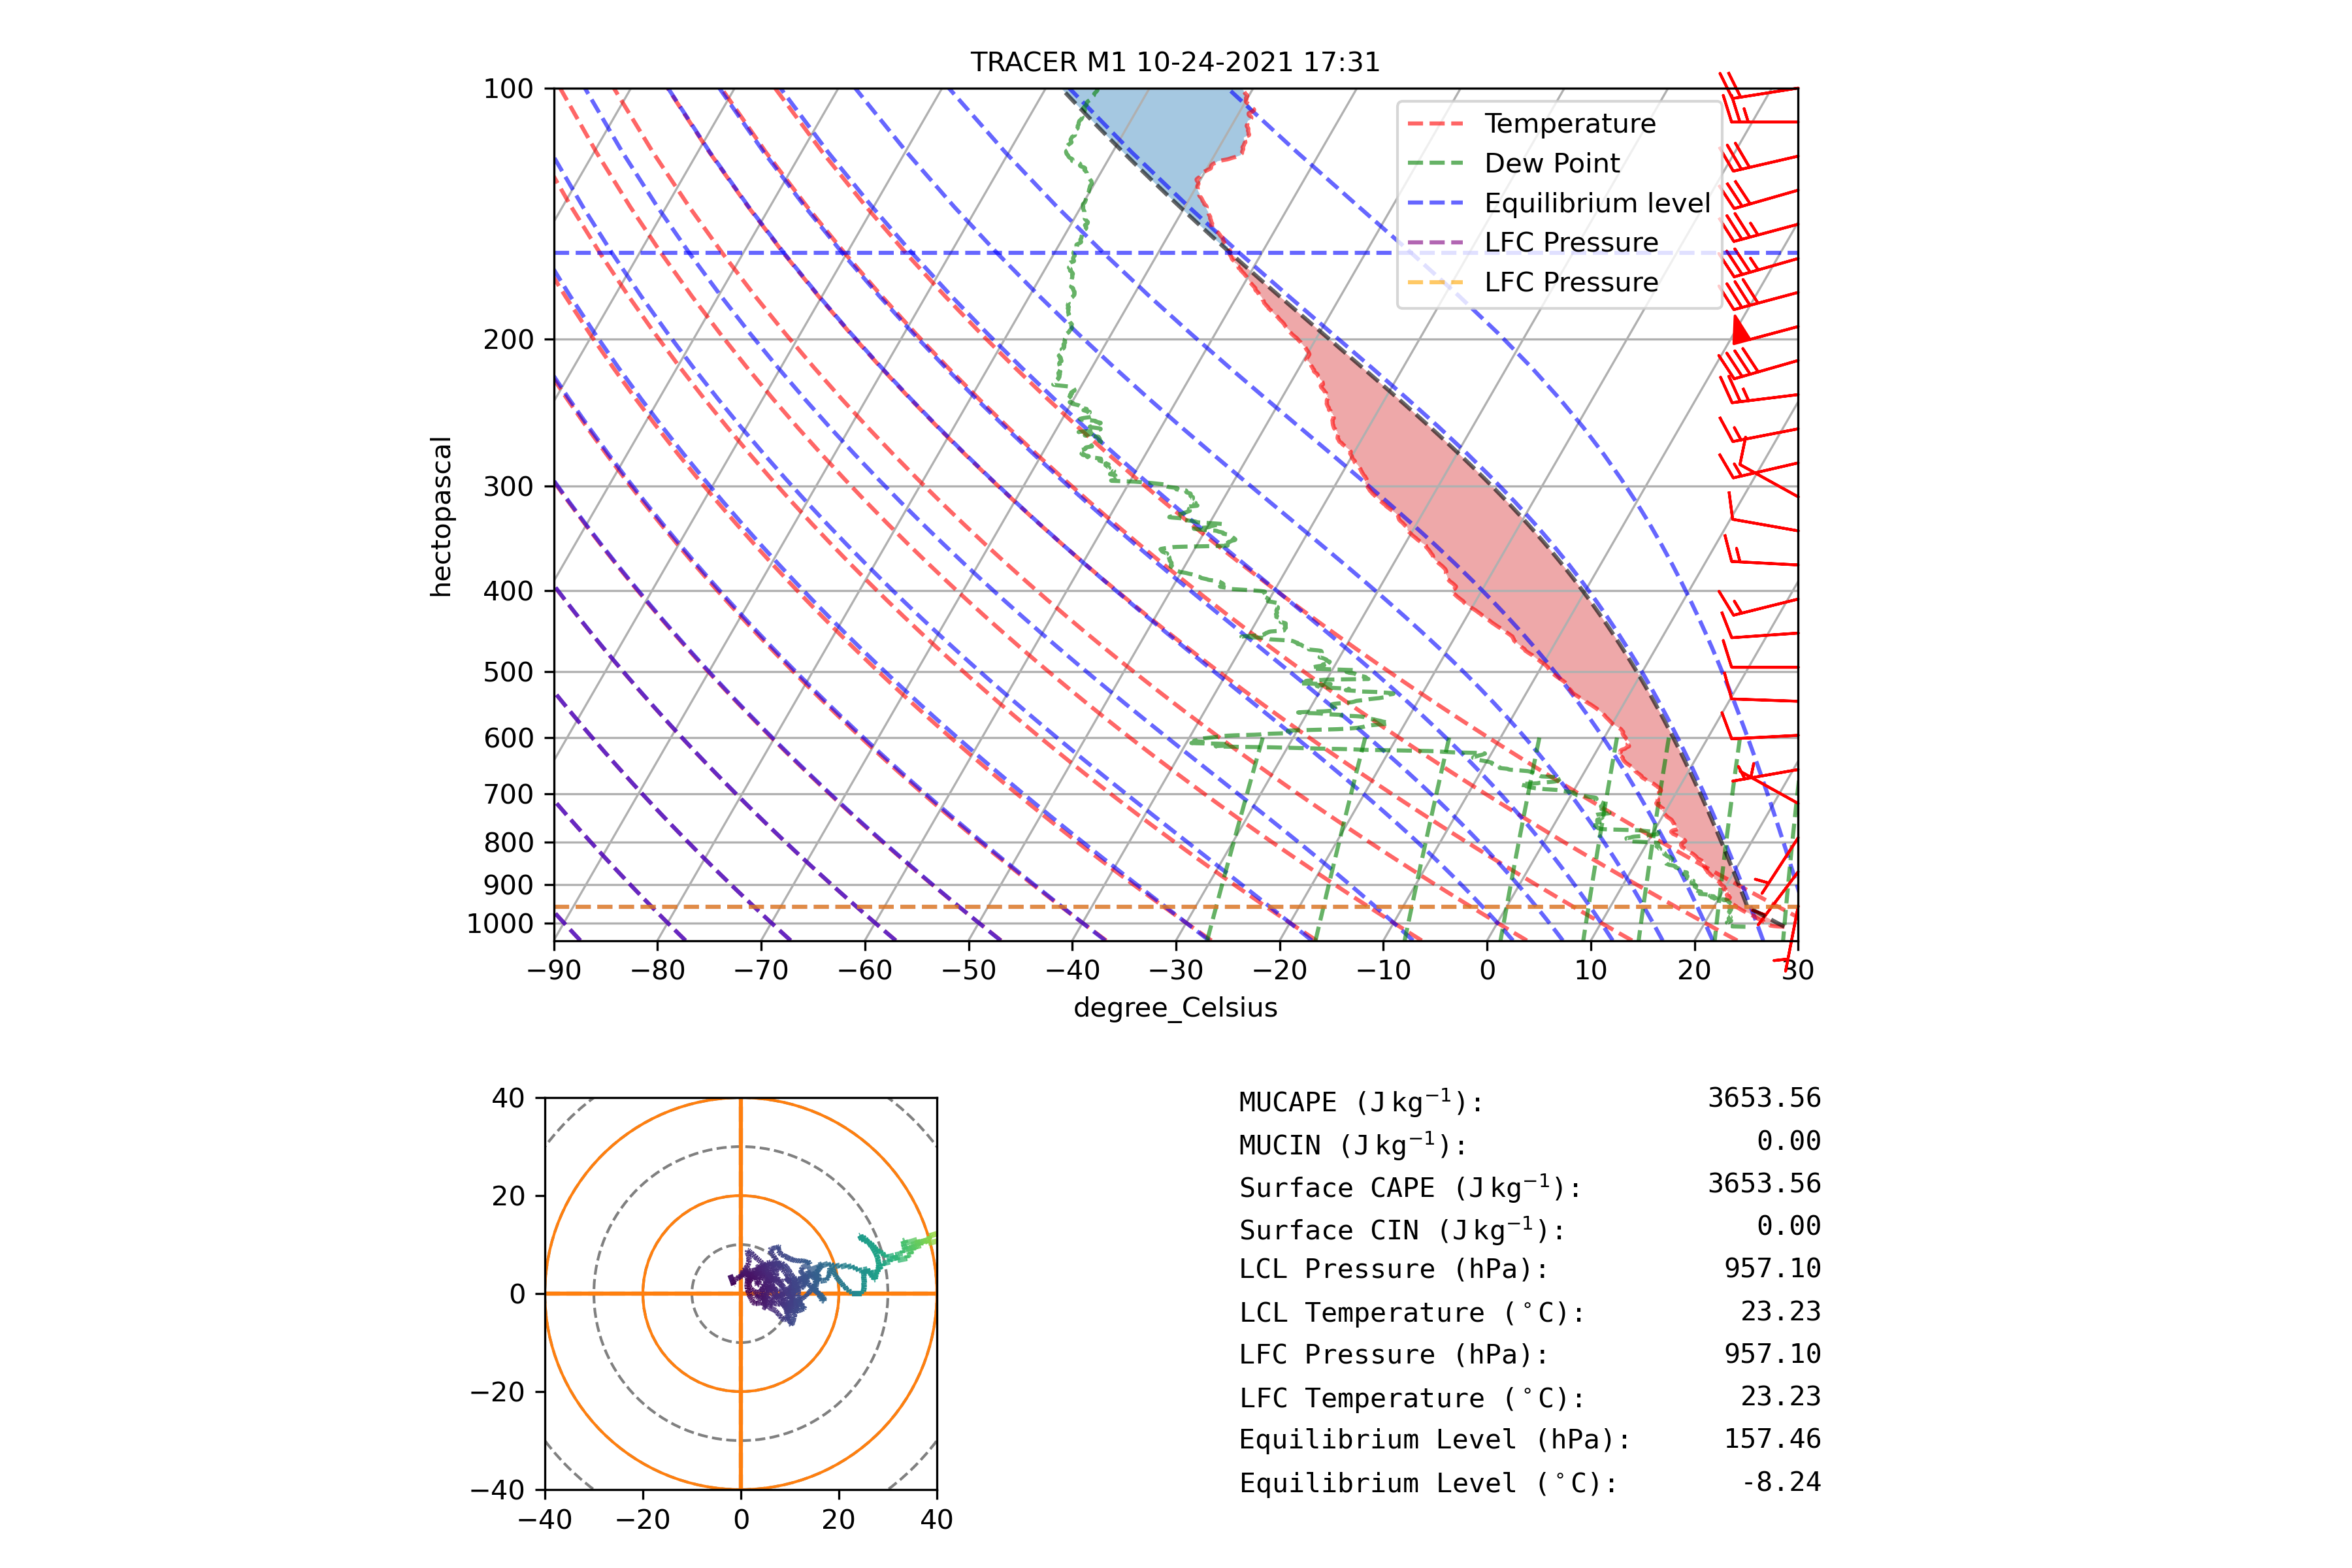 TRACER M1 10-24-2021 17:31
100
200
300
400
500
600
700
800
900
1000
hectopascal
Temperature
Dew Point
Equilibrium level
LFC Pressure
LFC Pressure
−90 −80 −70 −60 −50 −40 −30 −20 −10 0 10 20 30
degree_Celsius
40
20
0
−20
−40
−40 −20 0 20 40
MUCAPE (J kg⁻¹): 3653.56
MUCIN (J kg⁻¹): 0.00
Surface CAPE (J kg⁻¹): 3653.56
Surface CIN (J kg⁻¹): 0.00
LCL Pressure (hPa): 957.10
LCL Temperature (°C): 23.23
LFC Pressure (hPa): 957.10
LFC Temperature (°C): 23.23
Equilibrium Level (hPa): 157.46
Equilibrium Level (°C): -8.24